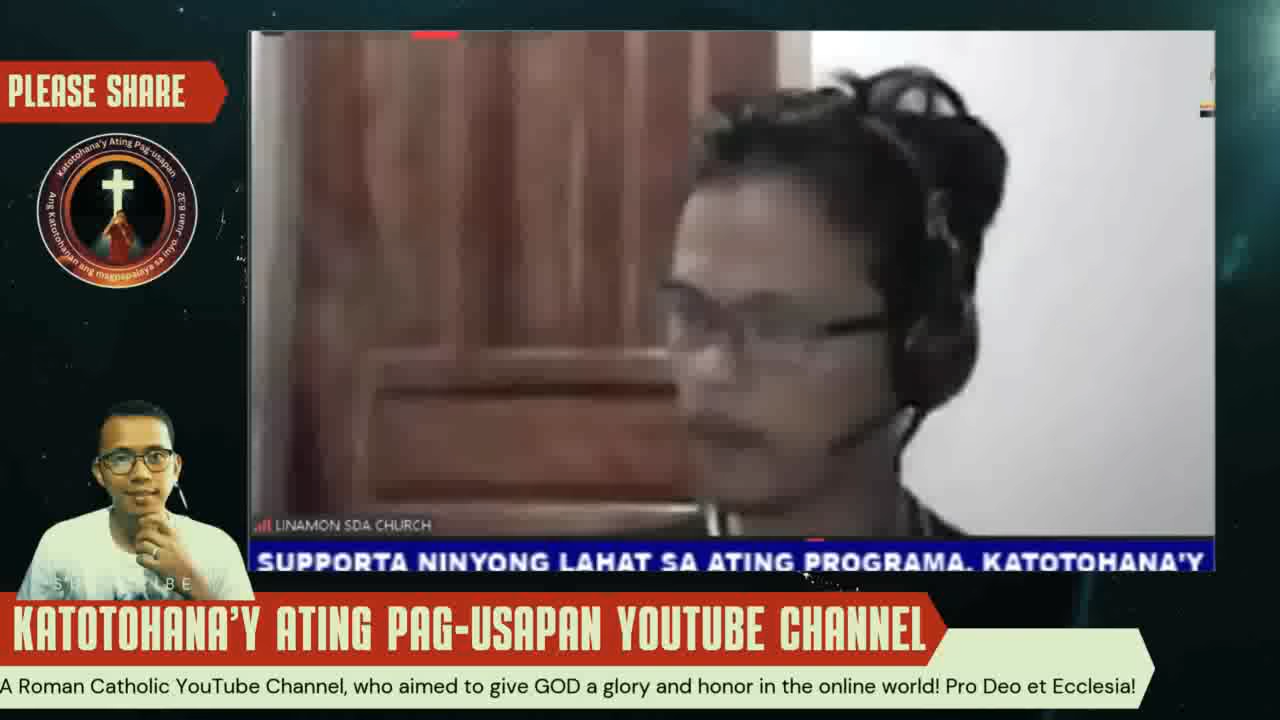 PLEASE SHARE
Katotohana'y Ating Pag-usapan
Ang Katotohanan ang magpapalaya sa inyo. Juan 8:32
LINAMON SDA CHURCH
SUPPORTA NINYONG LAHAT SA ATING PROGRAMA. KATOTOHANA'Y
KATOTOHANA'Y ATING PAG-USAPAN YOUTUBE CHANNEL
A Roman Catholic YouTube Channel, who aimed to give GOD a glory and honor in the online world! Pro Deo et Ecclesia!